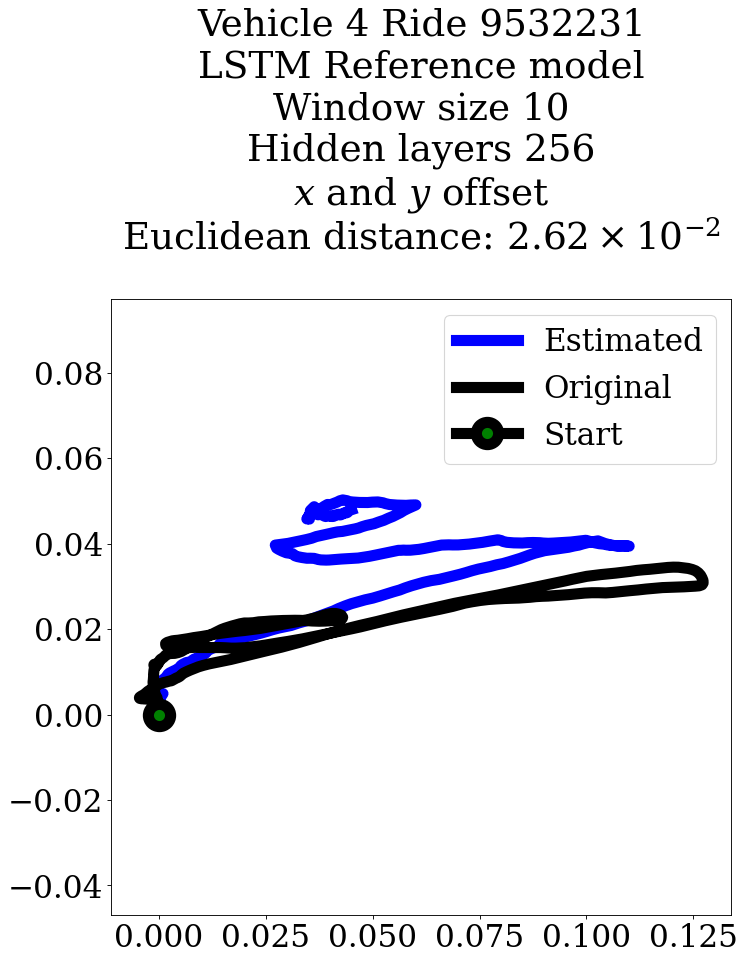 Vehicle 4 Ride 9532231
LSTM Reference model
Window size 10
Hidden layers 256
x and y offset
Euclidean distance: 2.62 × 10⁻²
Estimated
Original
Start
0.08
0.06
0.04
0.02
0.00
−0.02
−0.04
0.000 0.025 0.050 0.075 0.100 0.125